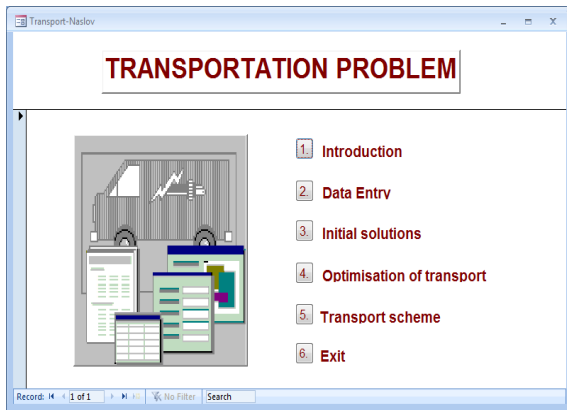 Transport-Naslov
TRANSPORTATION PROBLEM
1. Introduction
2. Data Entry
3. Initial solutions
4. Optimisation of transport
5. Transport scheme
6. Exit
Record: 1 of 1 No Filter Search